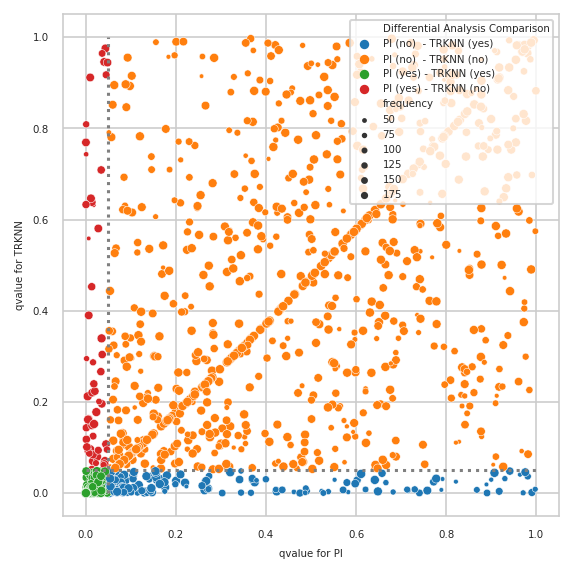 Differential Analysis Comparison
PI (no)  - TRKNN (yes)
PI (no)  - TRKNN (no)
PI (yes) - TRKNN (yes)
PI (yes) - TRKNN (no)
frequency
50
75
100
125
150
175
1.0
0.8
0.6
0.4
0.2
0.0
qvalue for TRKNN
0.0 0.2 0.4 0.6 0.8 1.0
qvalue for PI